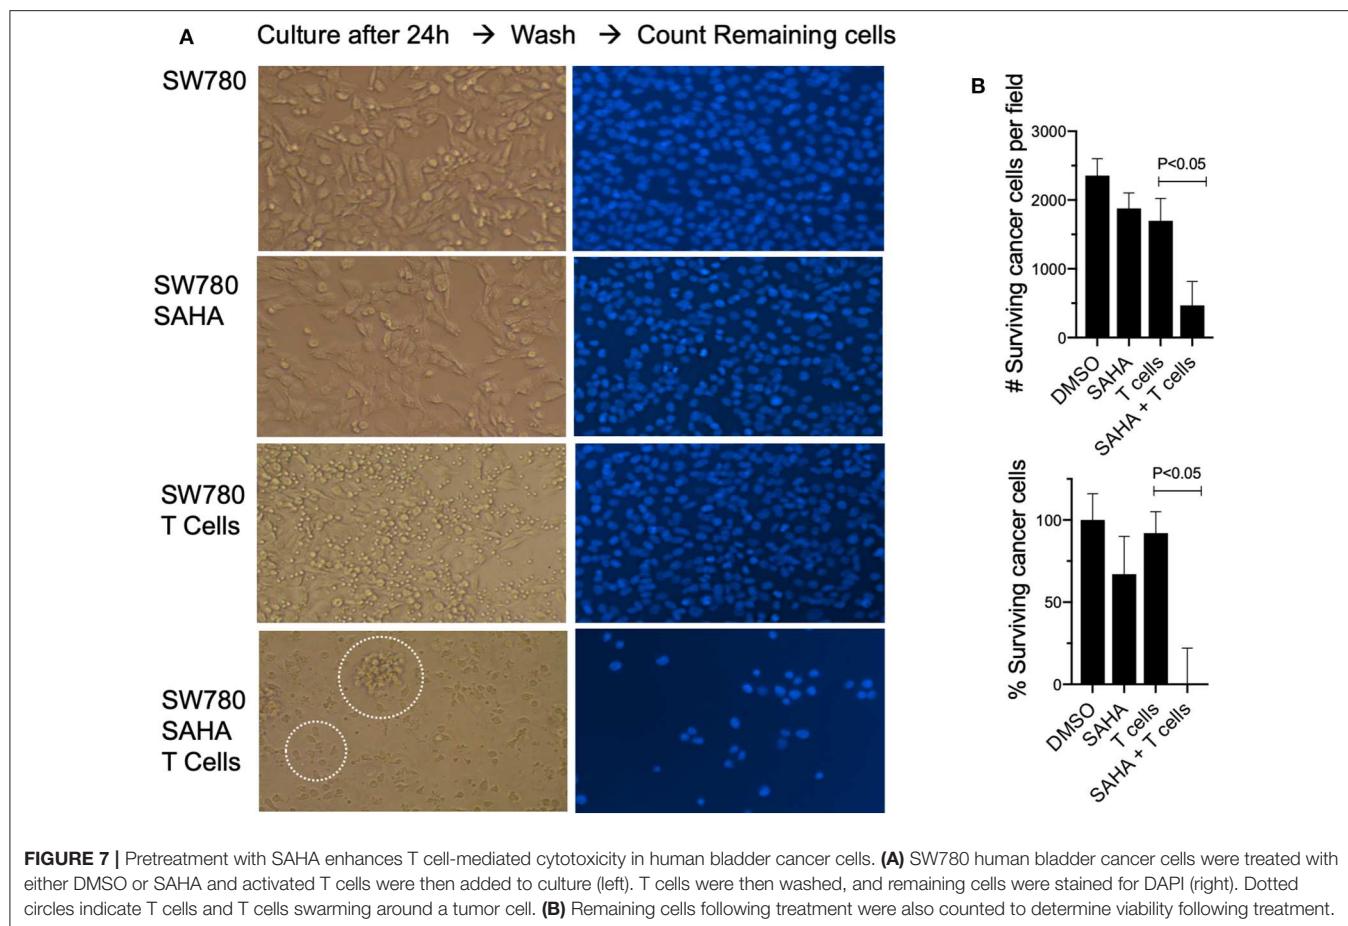 A
Culture after 24h → Wash → Count Remaining cells
SW780
SW780
SAHA
SW780
T Cells
SW780
SAHA
T Cells
B
# Surviving cancer cells per field
3000
2000
1000
0
P<0.05
DMSO
SAHA
T cells
SAHA + T cells
% Surviving cancer cells
100
50
0
P<0.05
DMSO
SAHA
T cells
SAHA + T cells
FIGURE 7 | Pretreatment with SAHA enhances T cell-mediated cytotoxicity in human bladder cancer cells. (A) SW780 human bladder cancer cells were treated with
either DMSO or SAHA and activated T cells were then added to culture (left). T cells were then washed, and remaining cells were stained for DAPI (right). Dotted
circles indicate T cells and T cells swarming around a tumor cell. (B) Remaining cells following treatment were also counted to determine viability following treatment.